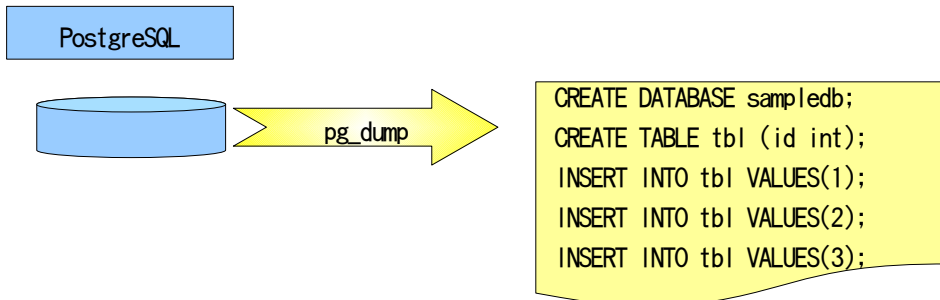 PostgreSQL
pg_dump
CREATE DATABASE sampledb;
CREATE TABLE tbl (id int);
INSERT INTO tbl VALUES(1);
INSERT INTO tbl VALUES(2);
INSERT INTO tbl VALUES(3);